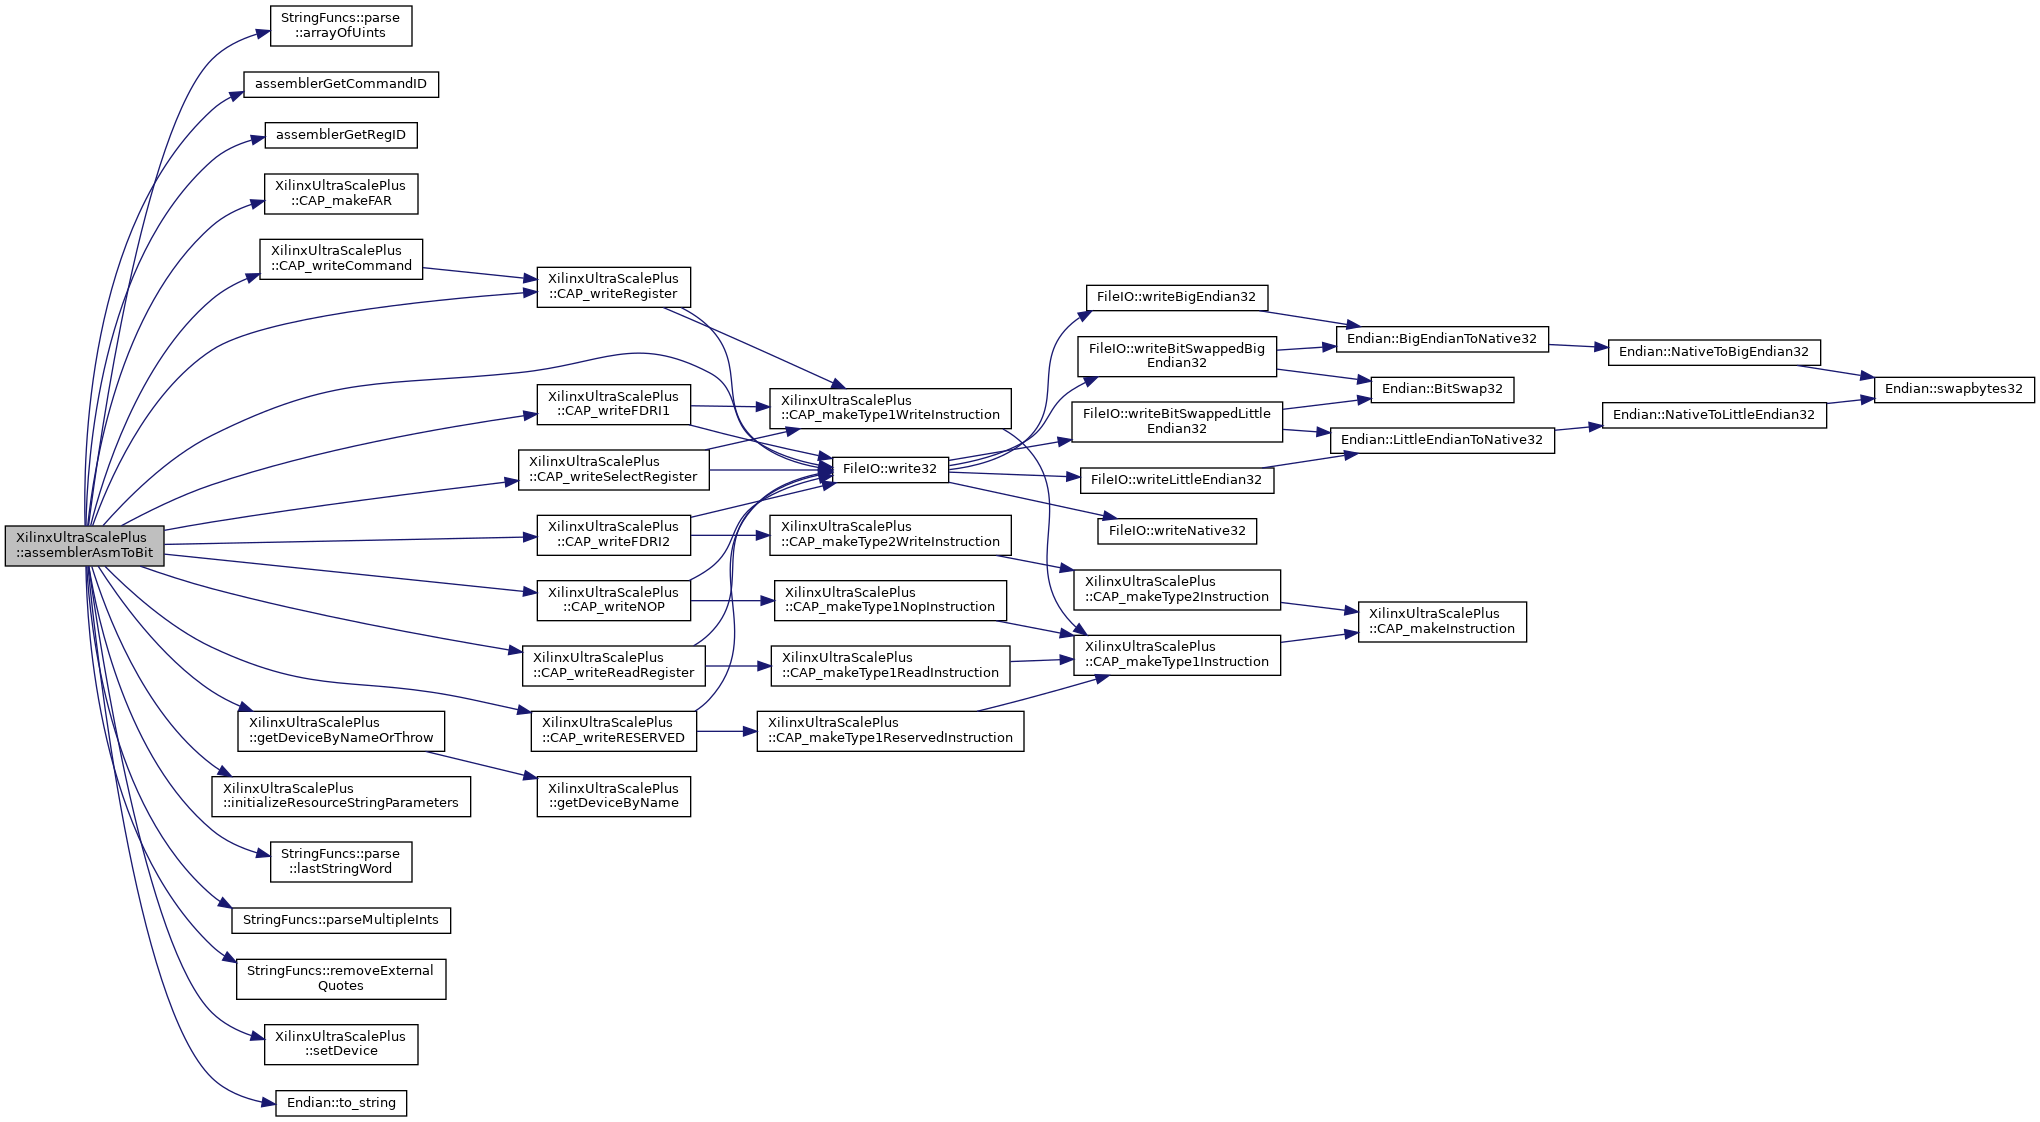 StringFuncs::parse
::arrayOfUints
assemblerGetCommandID
assemblerGetRegID
XilinxUltraScalePlus
::CAP_makeFAR
XilinxUltraScalePlus
::CAP_writeCommand
XilinxUltraScalePlus
::CAP_writeRegister
FileIO::writeBigEndian32
Endian::BigEndianToNative32
FileIO::writeBitSwappedBig
Endian32
Endian::NativeToBigEndian32
Endian::BitSwap32
Endian::swapbytes32
XilinxUltraScalePlus
::CAP_writeFDRI1
XilinxUltraScalePlus
::CAP_makeType1WriteInstruction
FileIO::writeBitSwappedLittle
Endian32
Endian::NativeToLittleEndian32
Endian::LittleEndianToNative32
XilinxUltraScalePlus
::CAP_writeSelectRegister
FileIO::write32
FileIO::writeLittleEndian32
XilinxUltraScalePlus
::assemblerAsmToBit
XilinxUltraScalePlus
::CAP_writeFDRI2
XilinxUltraScalePlus
::CAP_makeType2WriteInstruction
FileIO::writeNative32
XilinxUltraScalePlus
::CAP_writeNOP
XilinxUltraScalePlus
::CAP_makeType1NopInstruction
XilinxUltraScalePlus
::CAP_makeType2Instruction
XilinxUltraScalePlus
::CAP_makeInstruction
XilinxUltraScalePlus
::CAP_writeReadRegister
XilinxUltraScalePlus
::CAP_makeType1ReadInstruction
XilinxUltraScalePlus
::CAP_makeType1Instruction
XilinxUltraScalePlus
::getDeviceByNameOrThrow
XilinxUltraScalePlus
::CAP_writeRESERVED
XilinxUltraScalePlus
::CAP_makeType1ReservedInstruction
XilinxUltraScalePlus
::initializeResourceStringParameters
XilinxUltraScalePlus
::getDeviceByName
StringFuncs::parse
::lastStringWord
StringFuncs::parseMultipleInts
StringFuncs::removeExternal
Quotes
XilinxUltraScalePlus
::setDevice
Endian::to_string